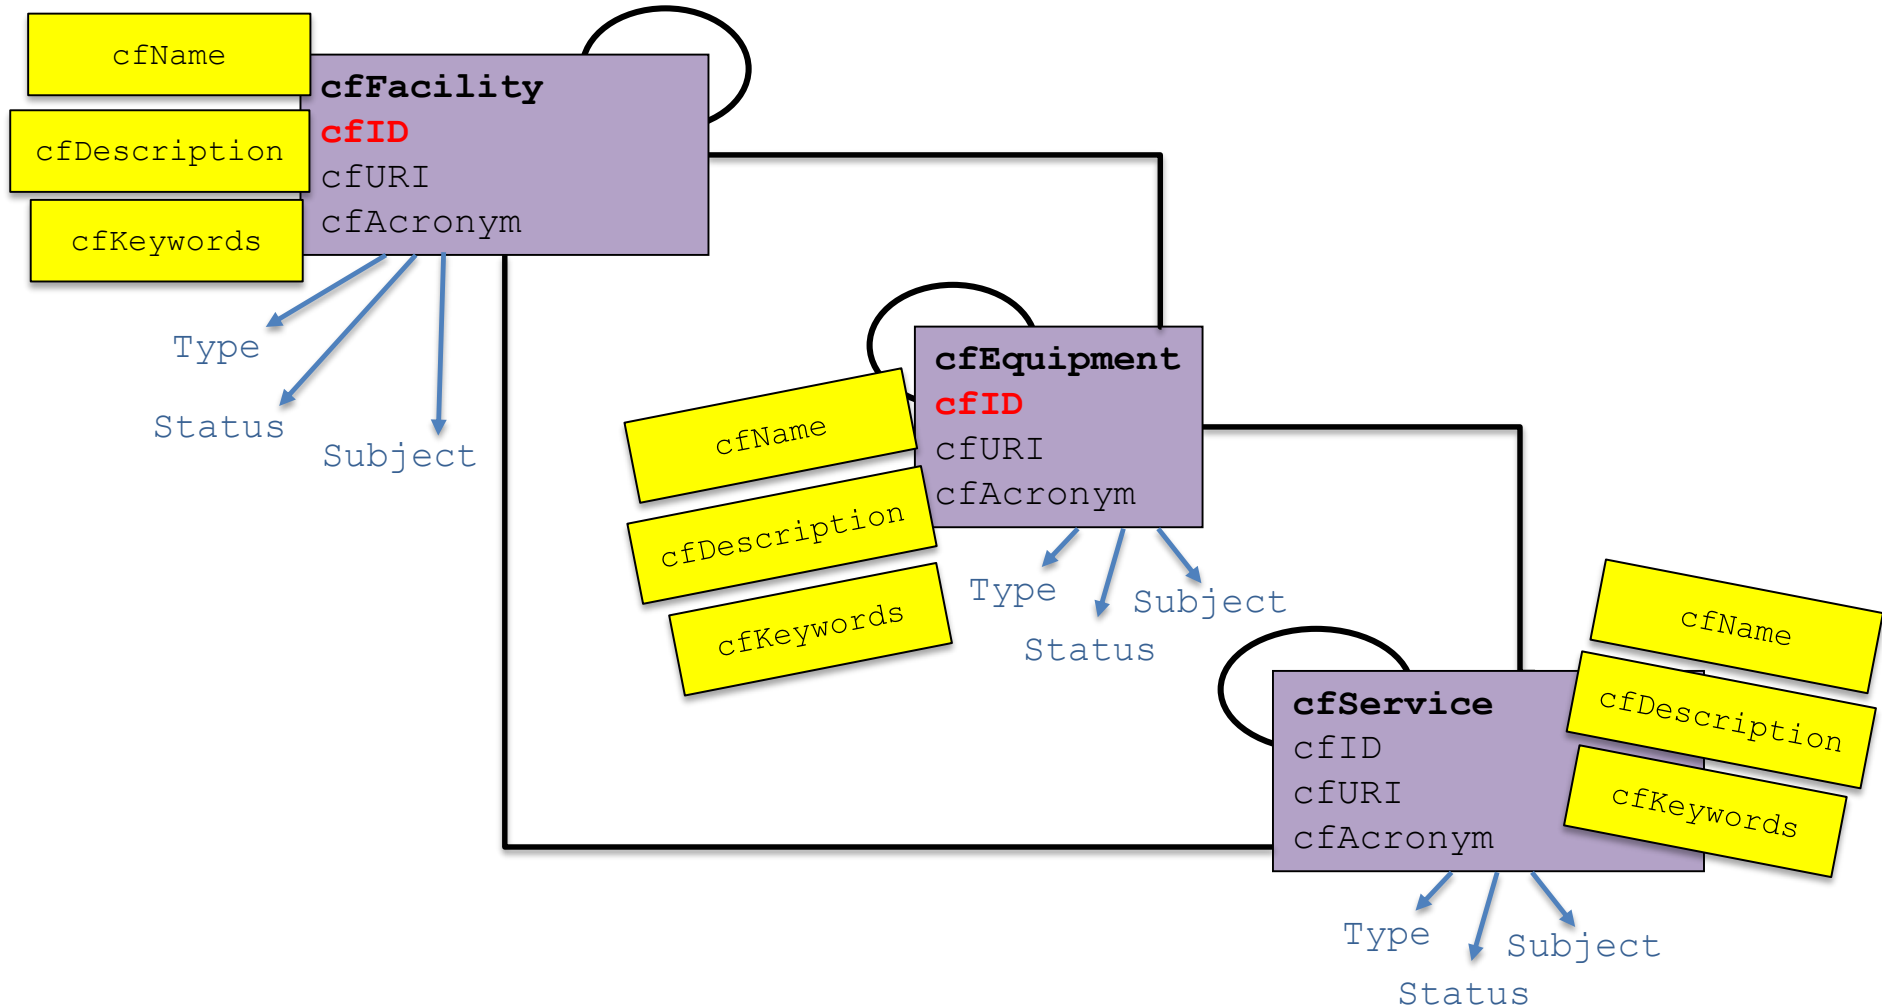 cfName
cfDescription
cfKeywords
cfFacility
cfID
cfURI
cfAcronym
Type
Status
Subject
cfEquipment
cfID
cfURI
cfAcronym
cfName
cfDescription
cfKeywords
Type
Status
Subject
cfService
cfID
cfURI
cfAcronym
cfName
cfDescription
cfKeywords
Type
Status
Subject